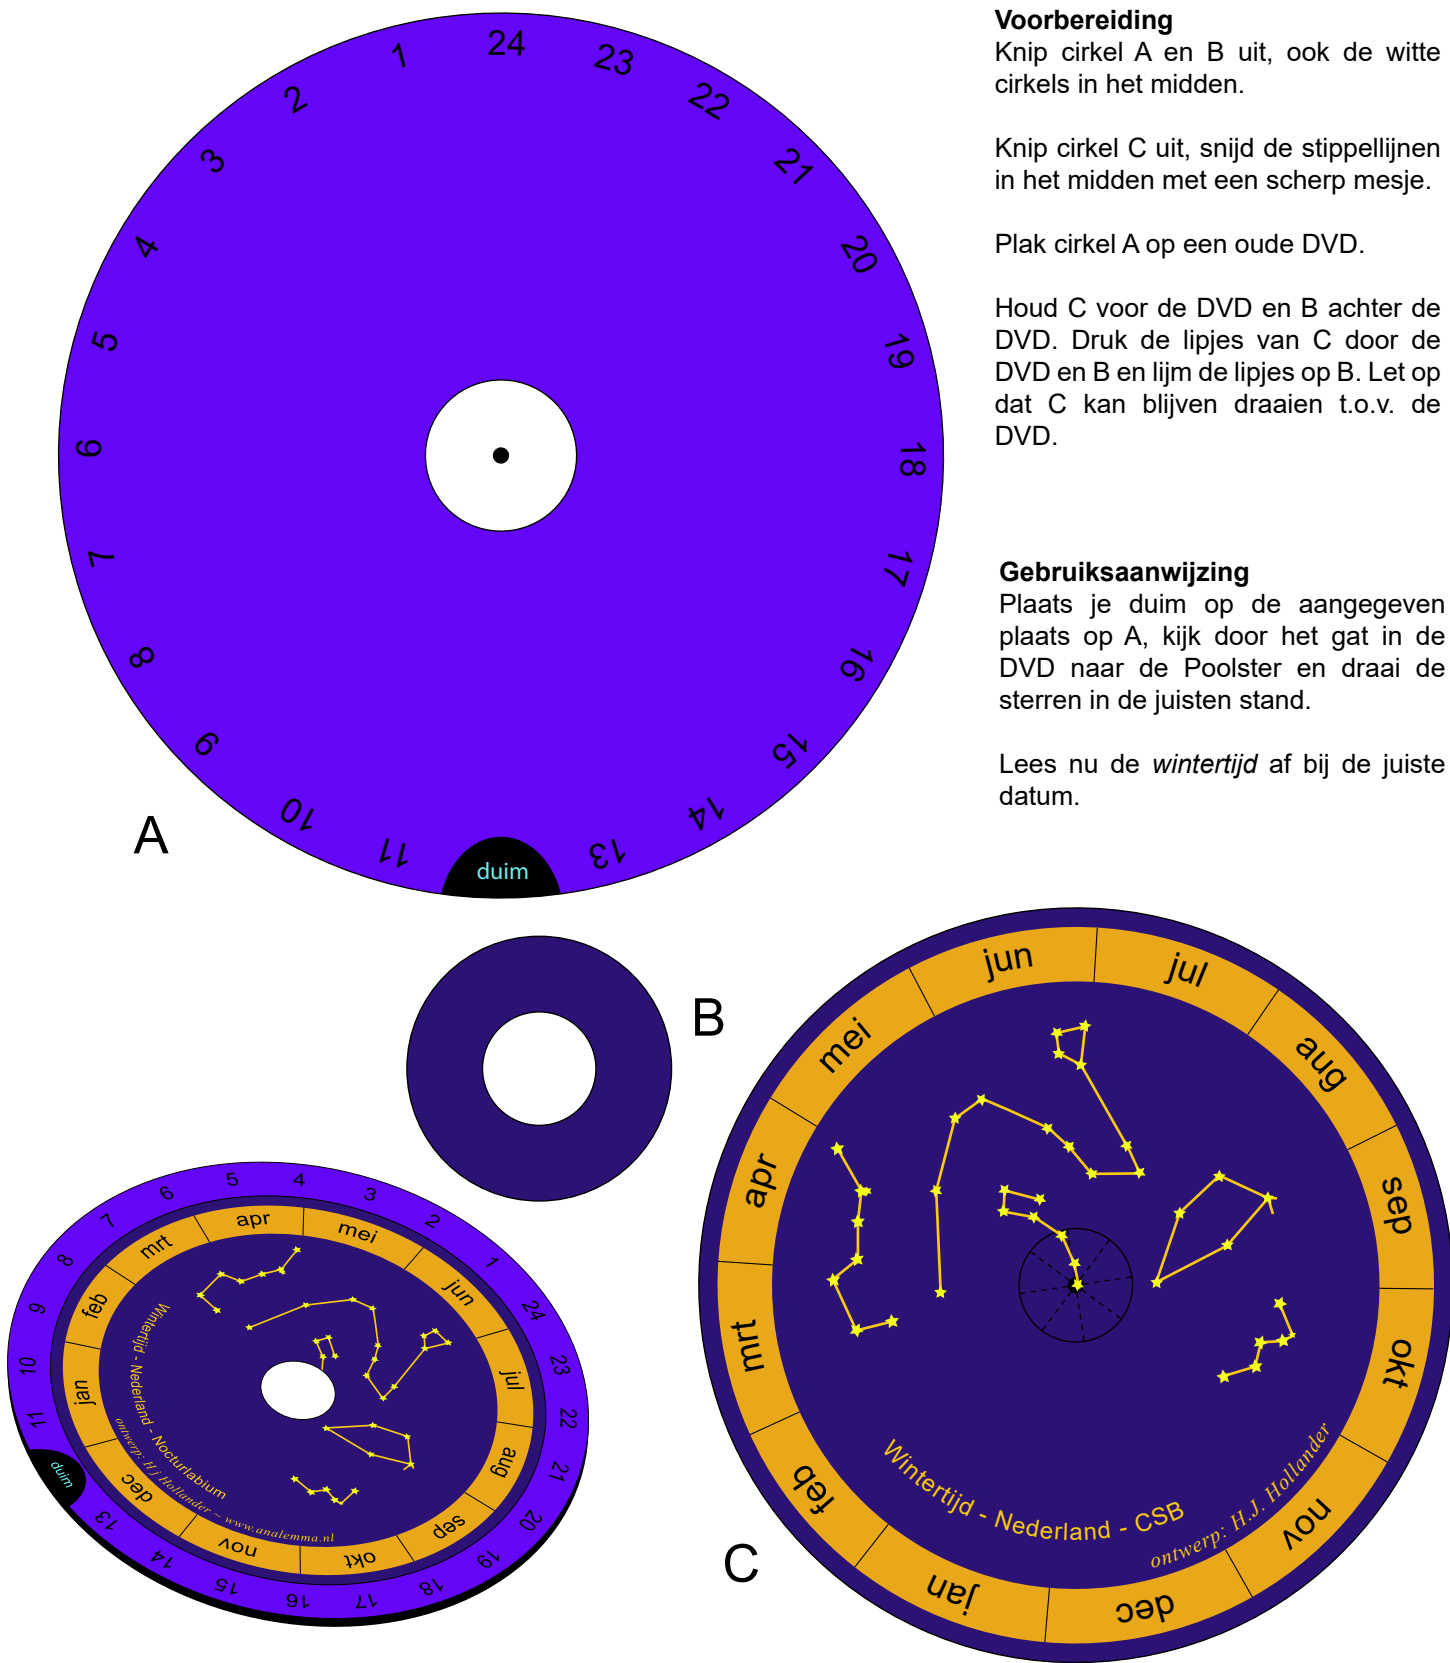 Voorbereiding
Knip cirkel A en B uit, ook de witte
cirkels in het midden.
Knip cirkel C uit, snijd de stippellijnen
in het midden met een scherp mesje.
Plak cirkel A op een oude DVD.
Houd C voor de DVD en B achter de
DVD. Druk de lipjes van C door de
DVD en B en lijm de lipjes op B. Let op
dat C kan blijven draaien t.o.v. de
DVD.
Gebruiksaanwijzing
Plaats je duim op de aangegeven
plaats op A, kijk door het gat in de
DVD naar de Poolster en draai de
sterren in de juisten stand.
Lees nu de wintertijd af bij de juiste
datum.
24
23
22
21
20
19
18
17
16
15
14
13
duim
11
10
9
8
7
6
5
4
3
2
1
A
B
jun
jul
aug
sep
okt
nov
dec
jan
feb
mrt
apr
mei
Wintertijd - Nederland - CSB
ontwerp: H.J. Hollander
C
4
3
2
1
24
23
22
21
20
19
18
17
16
15
14
13
duim
11
10
9
8
7
6
5
apr
mei
jun
jul
aug
sep
okt
nov
dec
jan
feb
mrt
Wintertijd - Nederland - Nocturlabium
ontwerp: Hj Hollander ~ www.analemma.nl